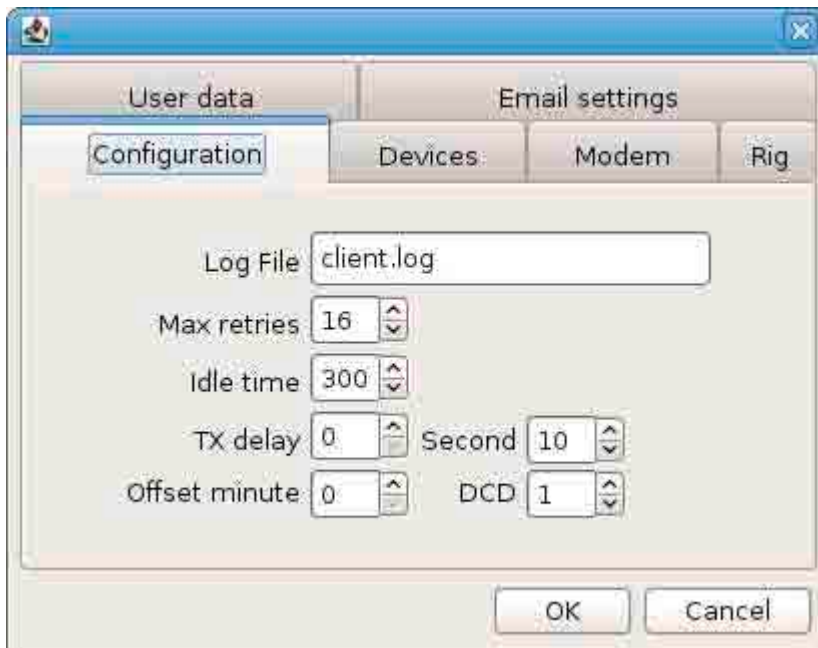 User data Email settings
Configuration Devices Modem Rig
Log File client.log
Max retries 16
Idle time 300
TX delay 0 Second 10
Offset minute 0 DCD 1
OK Cancel